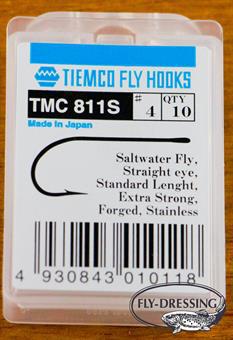 TIEMCO FLY HOOKS
TMC 811S
# 4
QTY 10
Made in Japan
Saltwater Fly,
Straight eye,
Standard Lenght,
Extra Strong,
Forged, Stainless
4 930843 010118
FLY-DRESSING